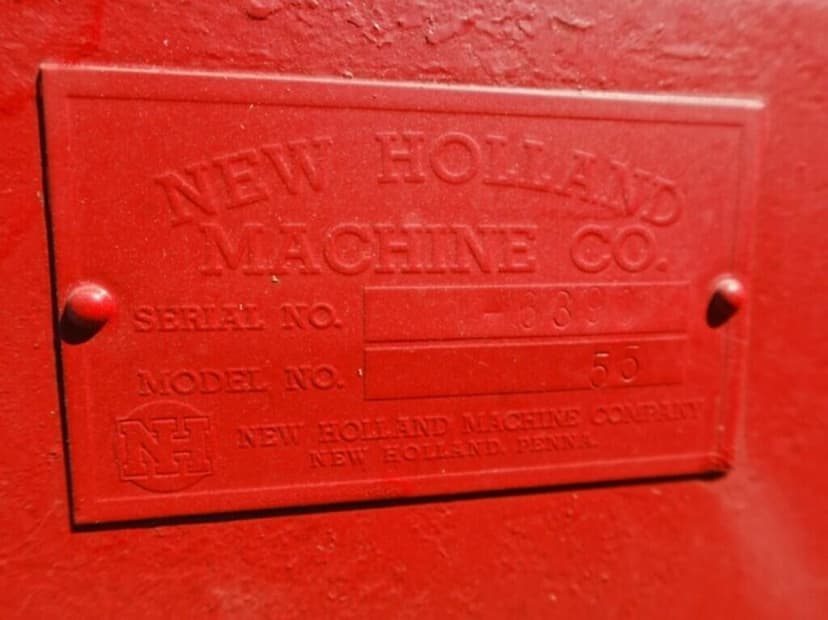 NEW HOLLAND
MACHINE CO.
SERIAL NO.
MODEL NO. 55
NH
NEW HOLLAND MACHINE COMPANY
NEW HOLLAND, PENNA.